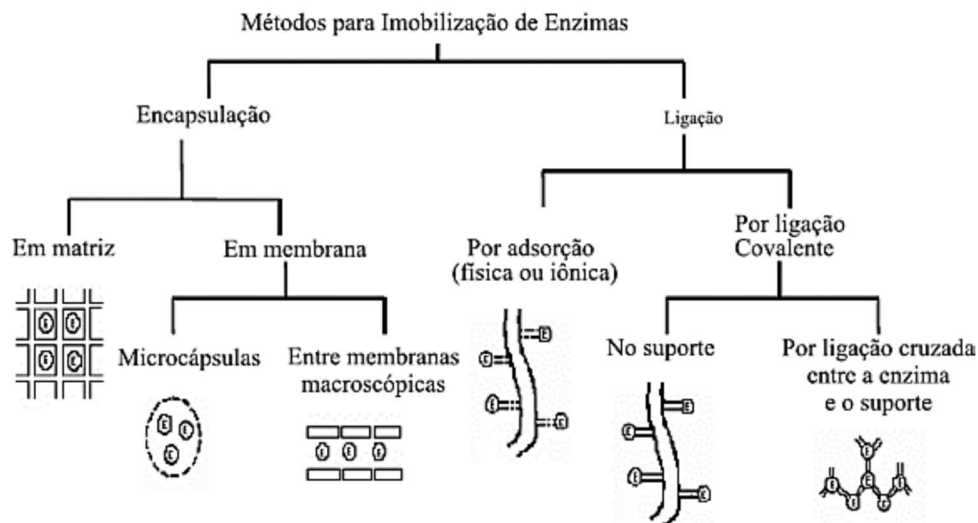 Métodos para Imobilização de Enzimas
Encapsulação
Ligação
Em matriz
Em membrana
Por adsorção
(física ou iônica)
Por ligação
Covalente
Microcápsulas
Entre membranas
macroscópicas
No suporte
Por ligação cruzada
entre a enzima
e o suporte
E E
E E
E E
E
E E E
E
E
E
E
E
E
E
E
E
E E E
E E